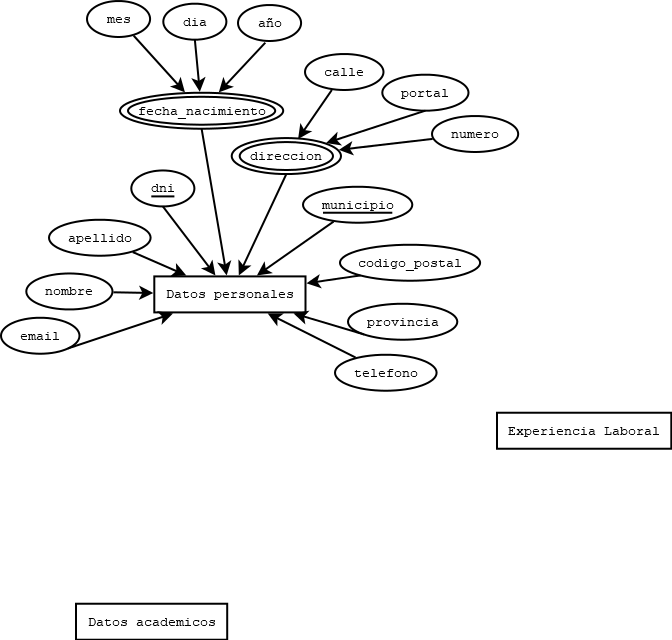 mes
dia
año
calle
portal
fecha_nacimiento
numero
direccion
dni
municipio
apellido
codigo_postal
nombre
Datos personales
provincia
email
telefono
Experiencia Laboral
Datos academicos